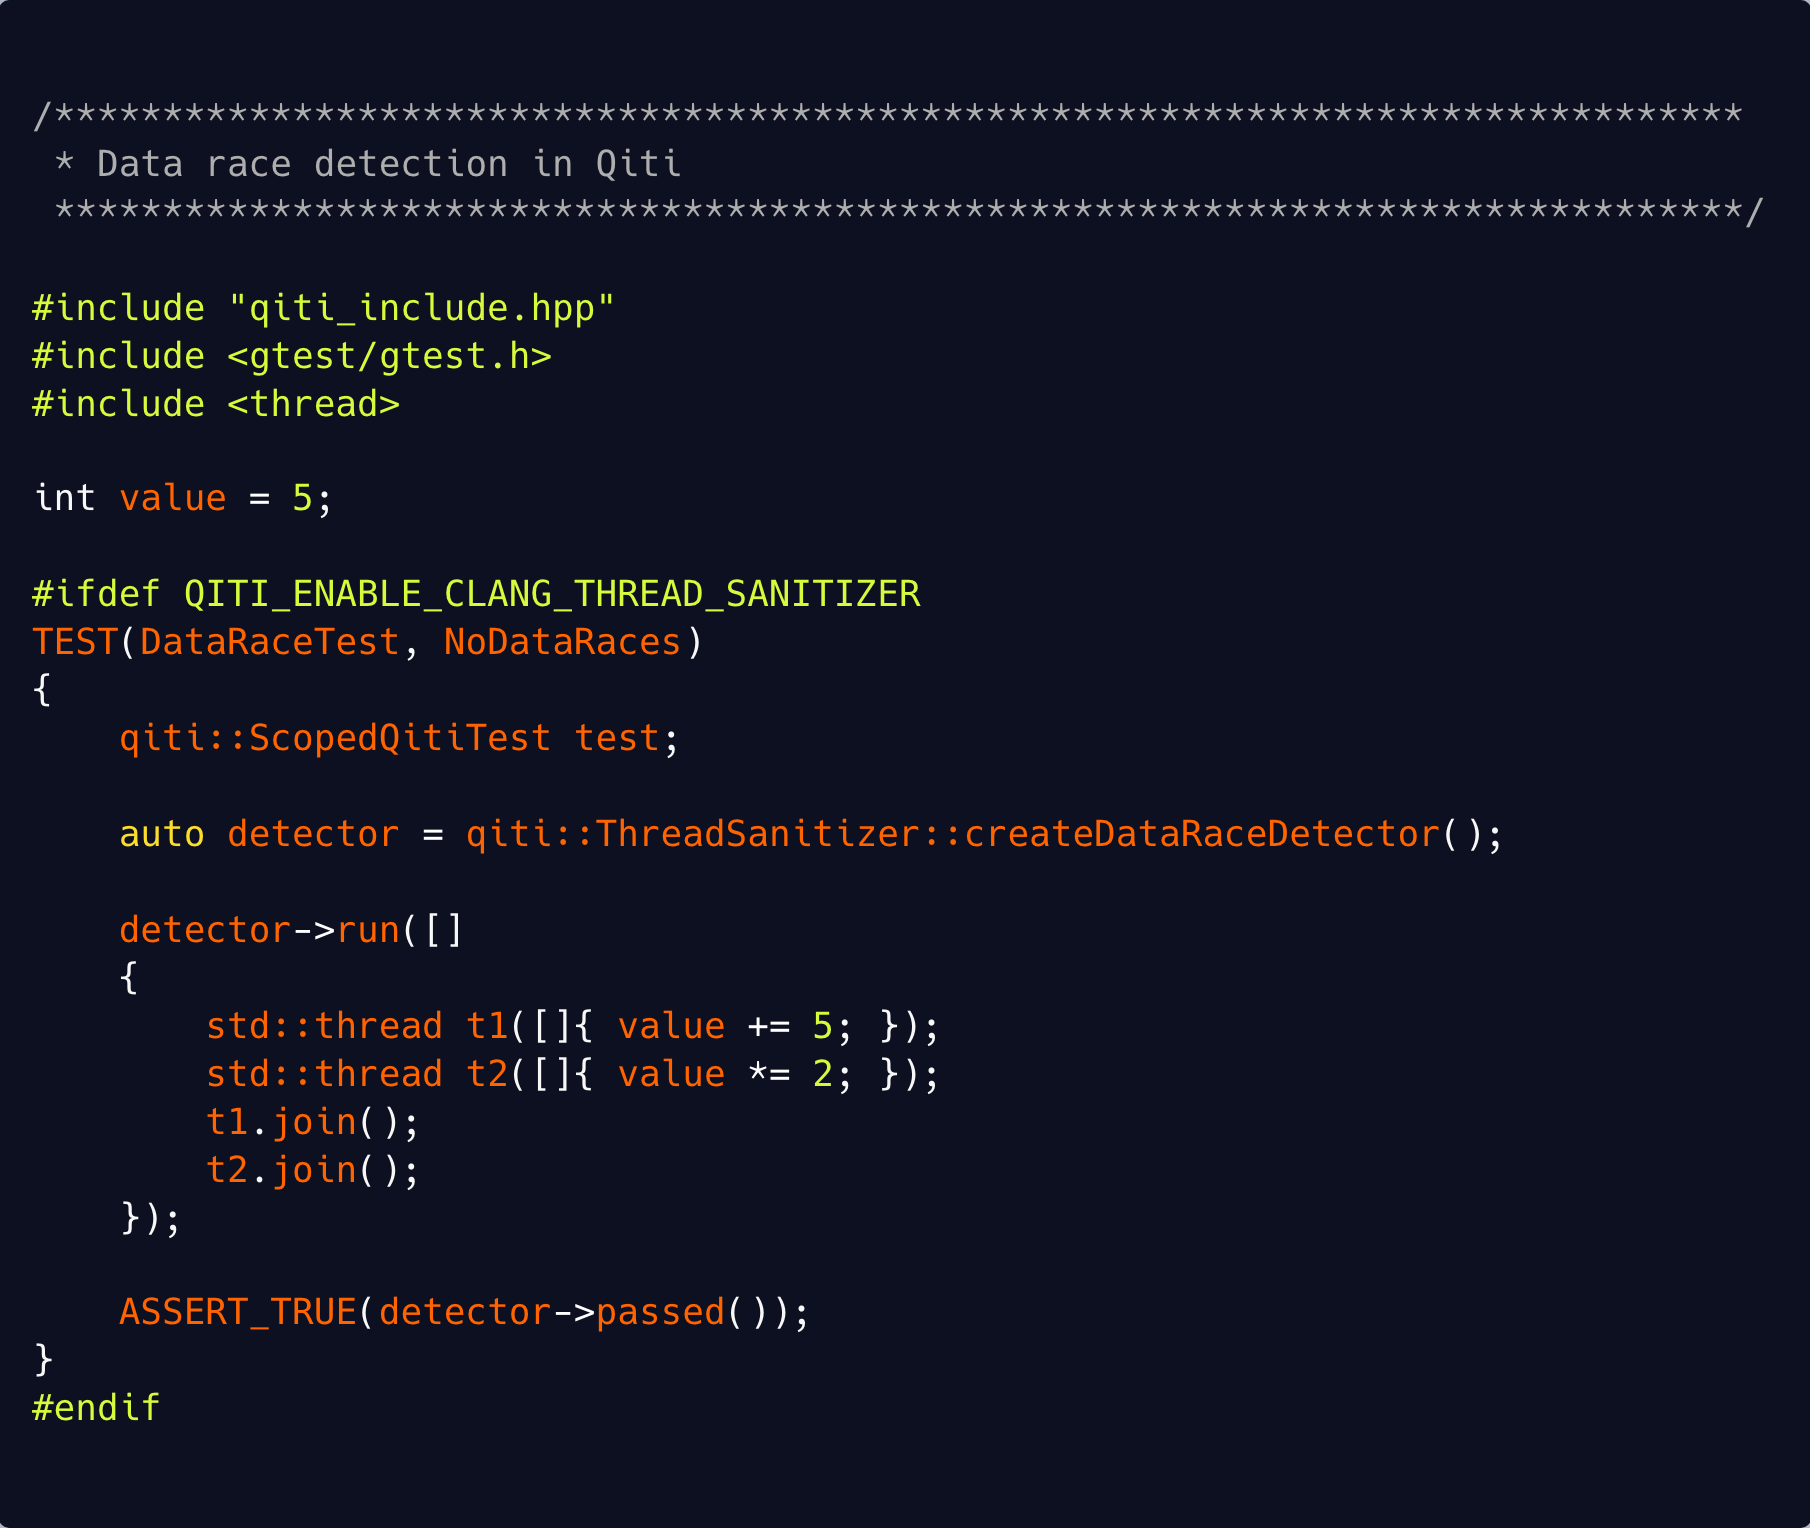 /******************************************************************************
 * Data race detection in Qiti
 ******************************************************************************/
#include "qiti_include.hpp"
#include <gtest/gtest.h>
#include <thread>
int value = 5;
#ifdef QITI_ENABLE_CLANG_THREAD_SANITIZER
TEST(DataRaceTest, NoDataRaces)
{
    qiti::ScopedQitiTest test;
    auto detector = qiti::ThreadSanitizer::createDataRaceDetector();
    detector->run([]
    {
        std::thread t1([]{ value += 5; });
        std::thread t2([]{ value *= 2; });
        t1.join();
        t2.join();
    });
    ASSERT_TRUE(detector->passed());
}
#endif